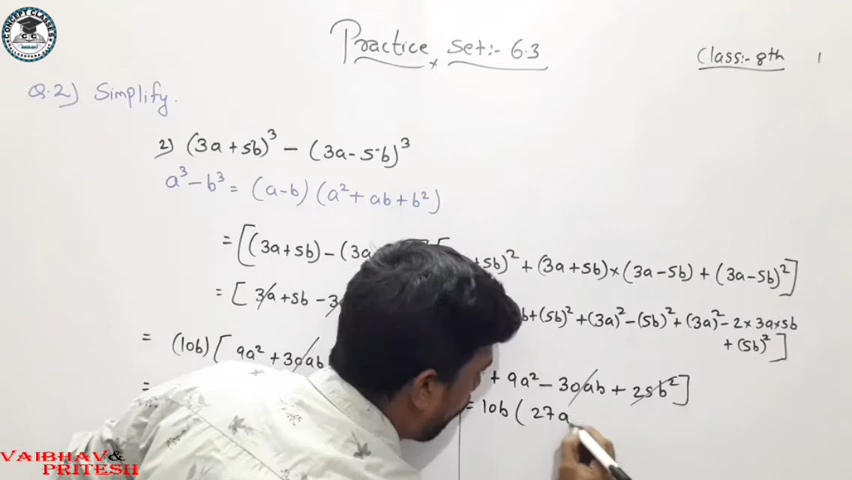 CONCEPT CLASSES
Practice Set:- 6.3
Class:- 8th
Q.2) Simplify.
2) (3a+5b)³ - (3a-5b)³
a³-b³ = (a-b) (a²+ab+b²)
= [(3a+5b) - (3a +5b)² + (3a+5b)×(3a-5b) + (3a-5b)²]
= [3a+5b-3 b+(5b)²+(3a)²-(5b)²+(3a)²-2×3a×5b
+(5b)²]
= (10b) [9a²+30ab + 9a²-30ab+25b²]
= = 10b (27a
VAIBHAV
& PRITESH